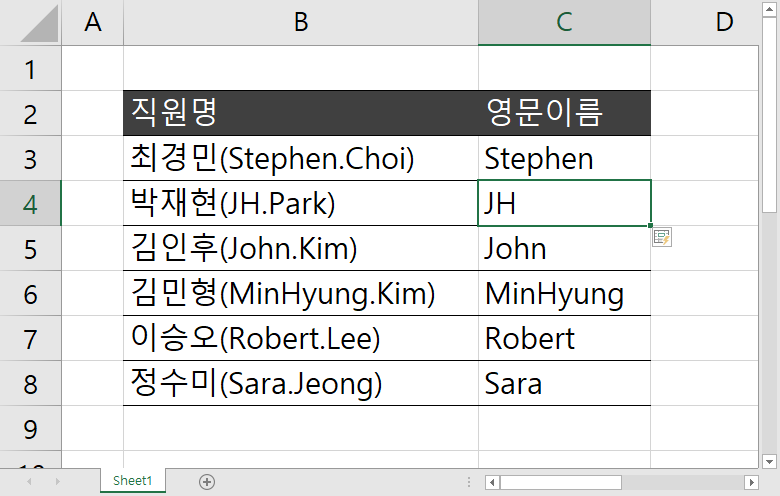 A B C D
1
2 직원명 영문이름
3 최경민(Stephen.Choi) Stephen
4 박재현(JH.Park) JH
5 김인후(John.Kim) John
6 김민형(MinHyung.Kim) MinHyung
7 이승오(Robert.Lee) Robert
8 정수미(Sara.Jeong) Sara
9
Sheet1